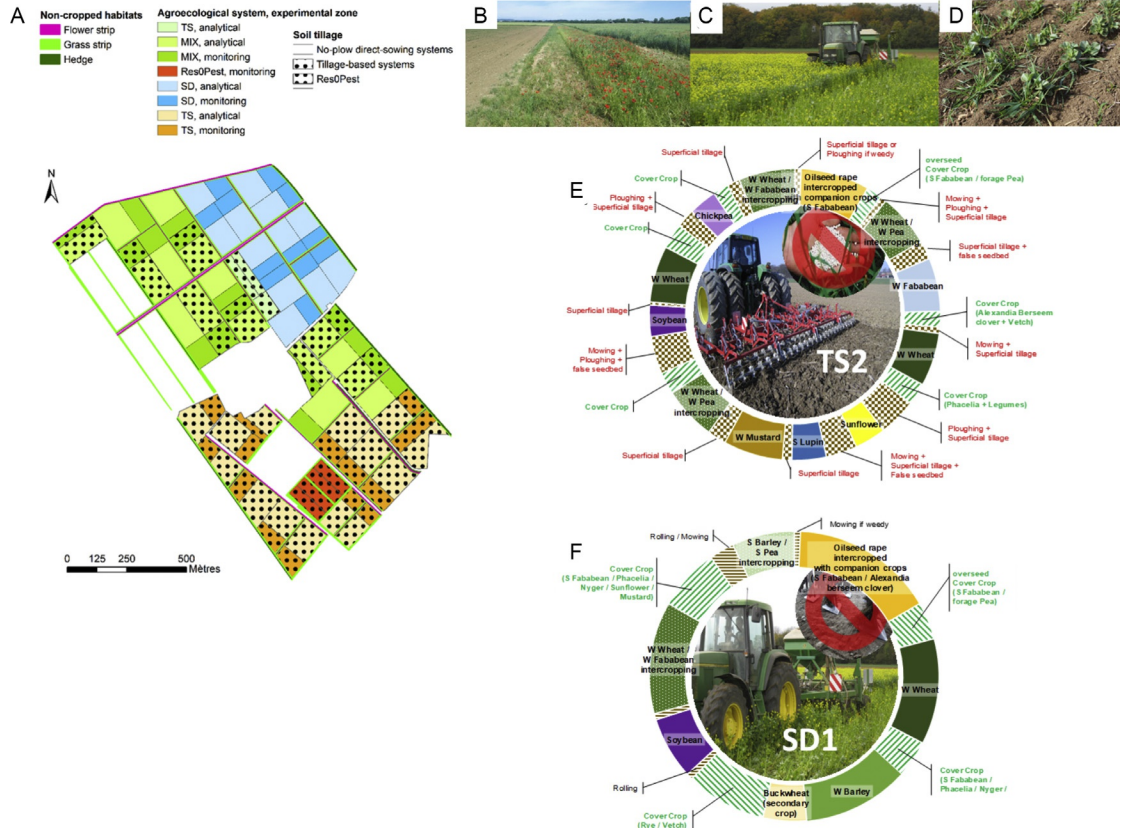 A
Non-cropped habitats
Flower strip
Grass strip
Hedge
Agroecological system, experimental zone
TS, analytical
MIX, analytical
MIX, monitoring
Res0Pest, monitoring
SD, analytical
SD, monitoring
TS, analytical
TS, monitoring
Soil tillage
No-plow direct-sowing systems
Tillage-based systems
Res0Pest
N
0 125 250 500
Mètres
B
C
D
E
Superficial tillage or
Ploughing if weedy
Oilseed rape
intercropped
companion crops
(S Fababean)
overseed
Cover Crop
(S Fababean / forage Pea)
Mowing +
Ploughing +
Superficial tillage
W Wheat /
W Pea
intercropping
Superficial tillage +
false seedbed
W Fababean
Cover Crop
(Alexandia Berseem
clover + Vetch)
Mowing +
Superficial tillage
W Wheat
Cover Crop
(Phacelia + Legumes)
Ploughing +
Superficial tillage
Sunflower
Mowing +
Superficial tillage +
False seedbed
S Lupin
Superficial tillage
W Mustard
Superficial tillage
W Wheat /
W Pea
intercropping
Cover Crop
Mowing +
Ploughing +
false seedbed
Soybean
Superficial tillage
W Wheat
Cover Crop
Ploughing +
Superficial tillage
Chickpea
Cover Crop
Superficial tillage
W Wheat /
W Fababean
intercropping
TS2
F
Mowing if weedy
Oilseed rape
intercropped
with companion crops
(S Fababean / Alexandia
berseem clover)
overseed
Cover Crop
(S Fababean /
forage Pea)
W Wheat
Cover Crop
(S Fababean /
Phacelia / Nyger /
W Barley
Buckwheat
(secondary
crop)
Cover Crop
(Rye / Vetch)
Rolling
Soybean
W Wheat /
W Fababean
intercropping
Cover Crop
(S Fababean / Phacelia /
Nyger / Sunflower /
Mustard)
Rolling / Mowing
S Barley /
S Pea
intercropping
SD1